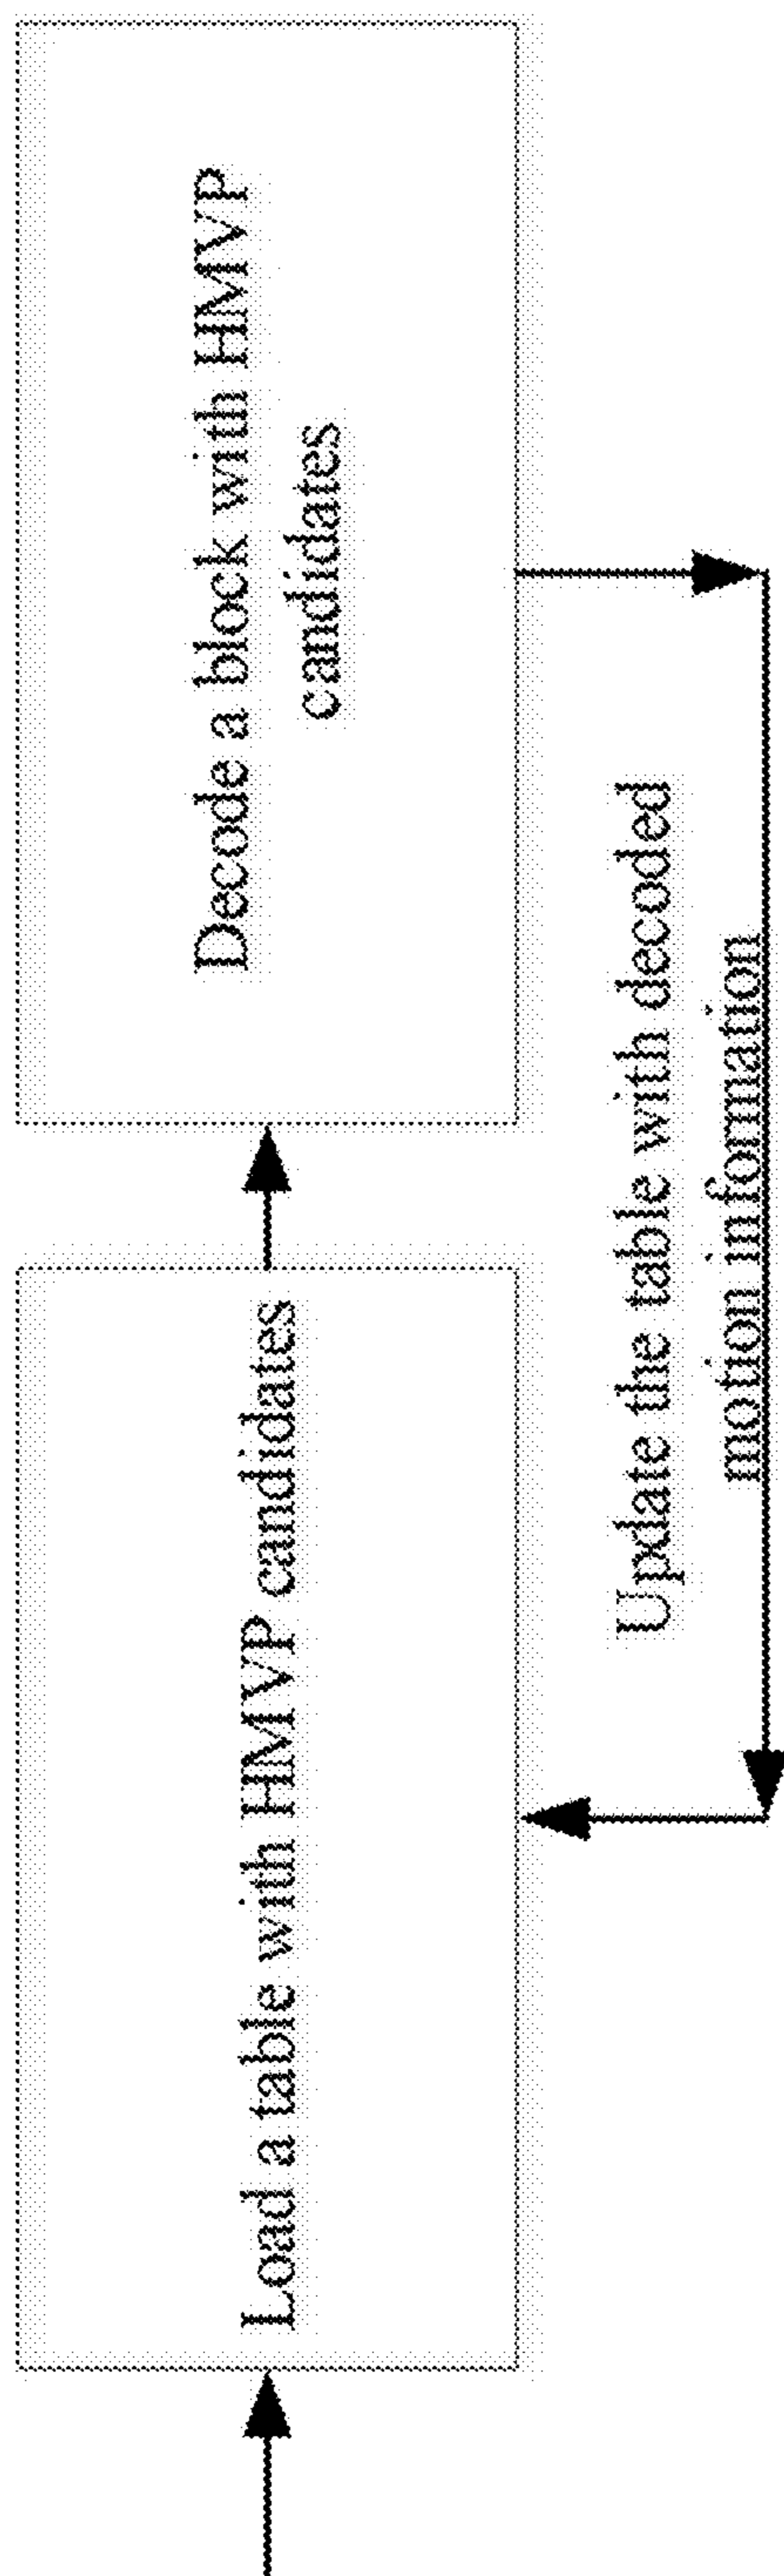 Load a table with HMVP candidates
Decode a block with HMVP
candidates
Update the table with decoded
motion information